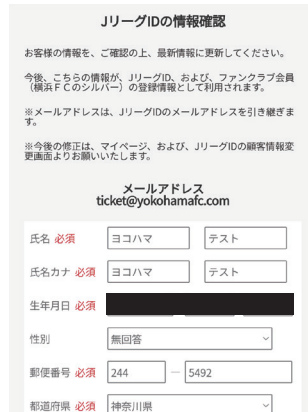 JリーグIDの情報確認
お客様の情報を、ご確認の上、最新情報に更新してください。
今後、こちらの情報が、JリーグID、および、ファンクラブ会員
（横浜ＦＣのシルバー）の登録情報として利用されます。
※メールアドレスは、JリーグIDのメールアドレスを引き継ぎま
す。
※今後の修正は、マイページ、および、JリーグIDの顧客情報変
更画面よりお願いいたします。
メールアドレス
ticket@yokohamafc.com
氏名 必須 ヨコハマ テスト
氏名カナ 必須 ヨコハマ テスト
生年月日 必須
性別 無回答
郵便番号 必須 244 － 5492
都道府県 必須 神奈川県